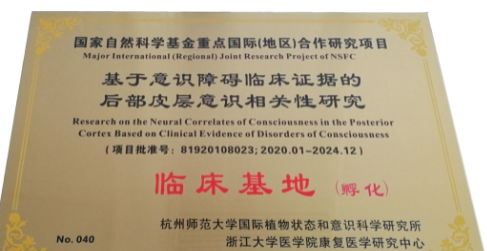 国家自然科学基金重点国际(地区)合作研究项目
Major International (Regional) Joint Research Project of NSFC
基于意识障碍临床证据的
后部皮层意识相关性研究
Research on the Neural Correlates of Consciousness in the Posterior
Cortex Based on Clinical Evidence of Disorders of Consciousness
(项目批准号：81920108023; 2020.01-2024.12)
临床基地 (孵化)
杭州师范大学国际植物状态和意识科学研究所
No. 040 浙江大学医学院康复医学研究中心